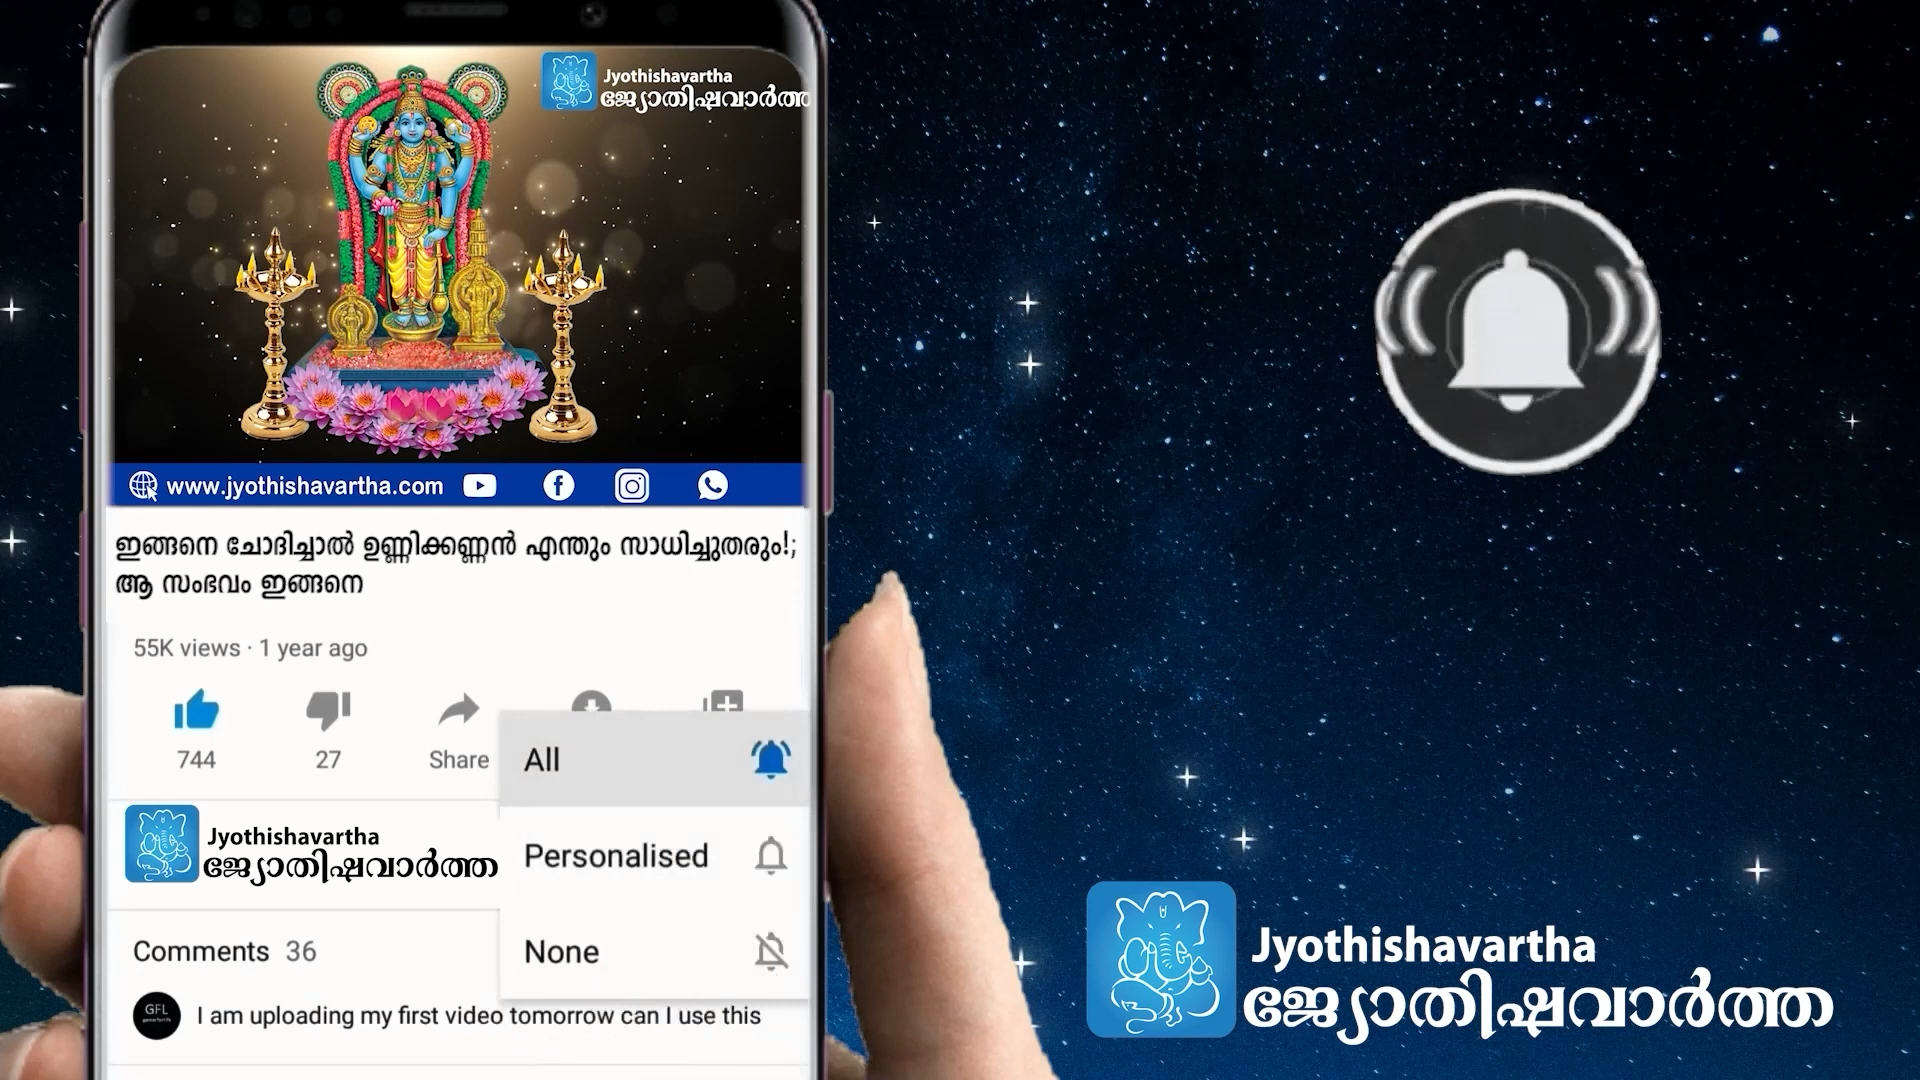 Jyothishavartha
ജ്യോതിഷവാർത്ത
www.jyothishavartha.com
ഇങ്ങനെ ചോദിച്ചാൽ ഉണ്ണിക്കണ്ണൻ എന്തും സാധിച്ചുതരും!;
ആ സംഭവം ഇങ്ങനെ
55K views · 1 year ago
744
27
Share
All
Personalised
None
Jyothishavartha
ജ്യോതിഷവാർത്ത
Comments 36
GFL
I am uploading my first video tomorrow can I use this
Jyothishavartha
ജ്യോതിഷവാർത്ത